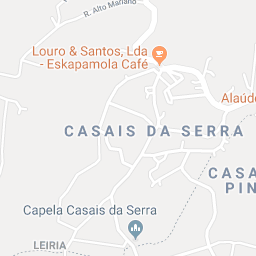 R. Alto Mariano
Louro & Santos, Lda
- Eskapamola Café
Alaúd
CASAIS DA SERRA
CASA
PIN
Capela Casais da Serra
LEIRIA